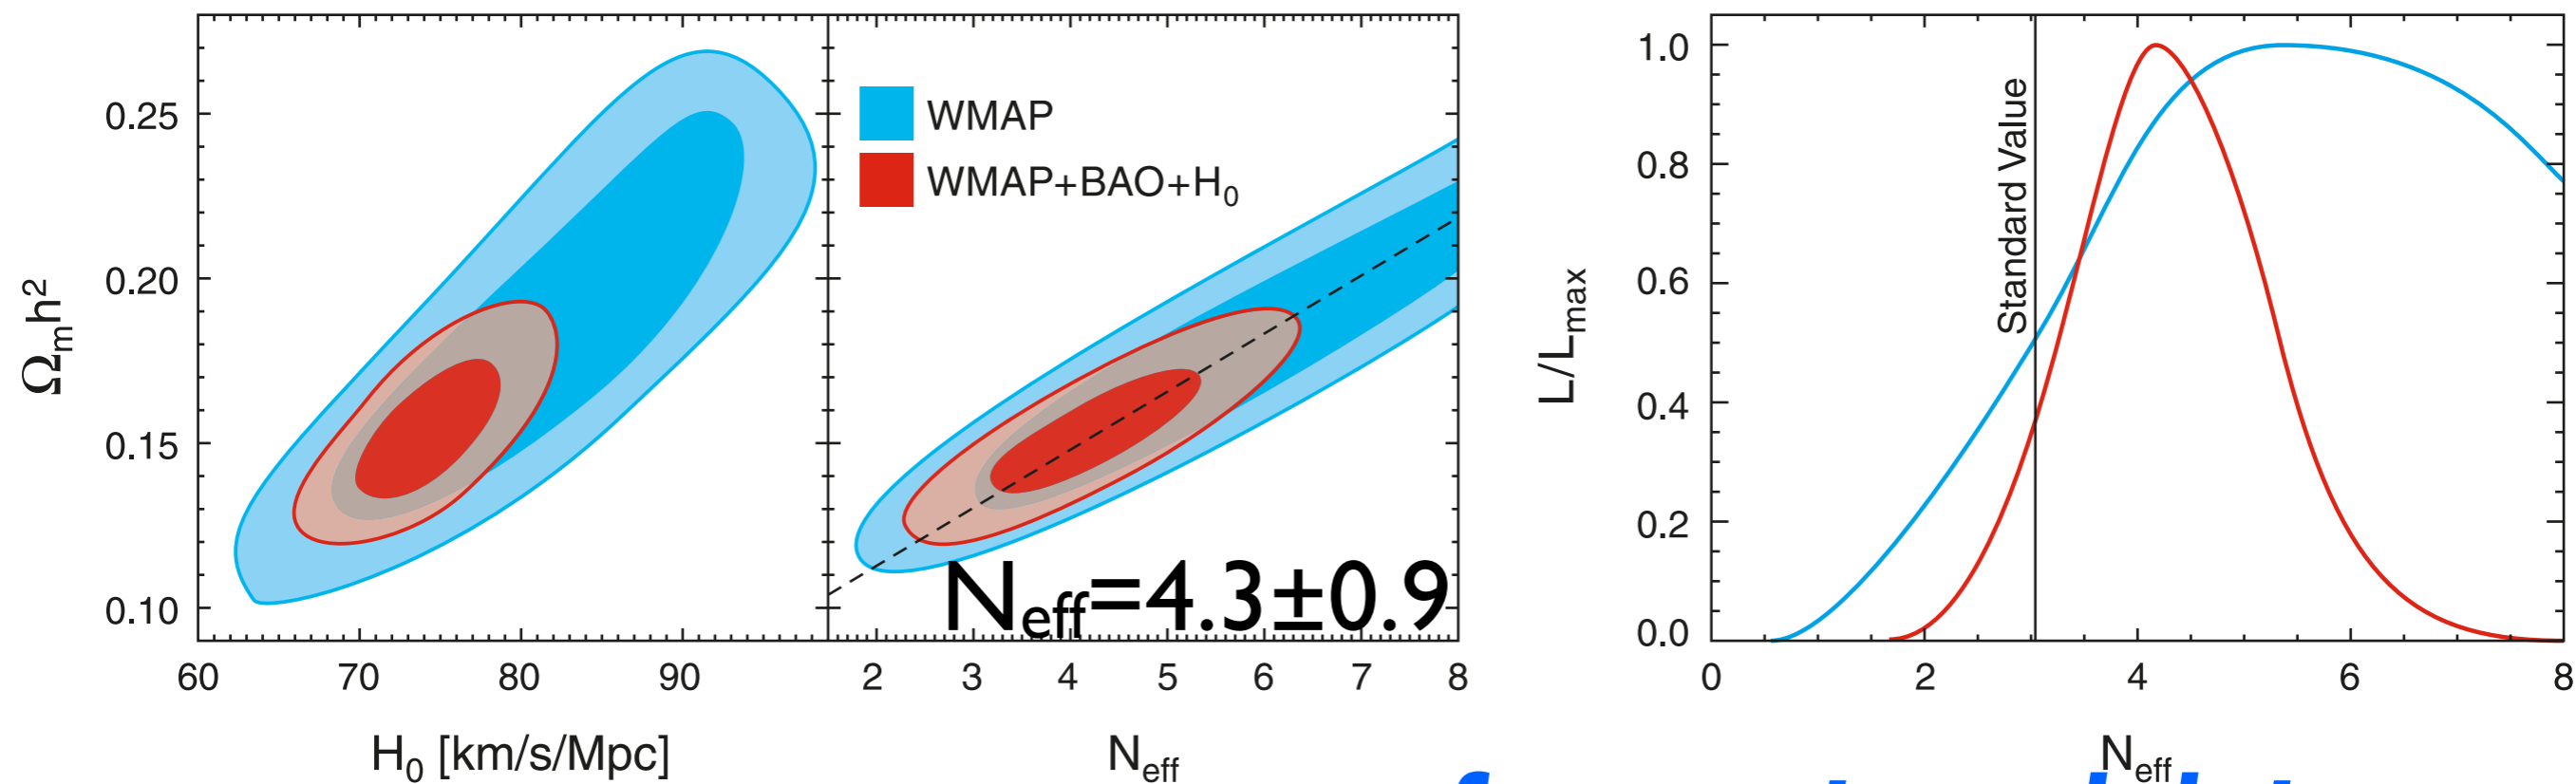 WMAP
WMAP+BAO+H0
Neff=4.3±0.9
Ωmh2
0.25
0.20
0.15
0.10
60 70 80 90
H0 [km/s/Mpc]
2 3 4 5 6 7 8
Neff
Standard Value
L/Lmax
1.0
0.8
0.6
0.4
0.2
0.0
0 2 4 6 8
Neff